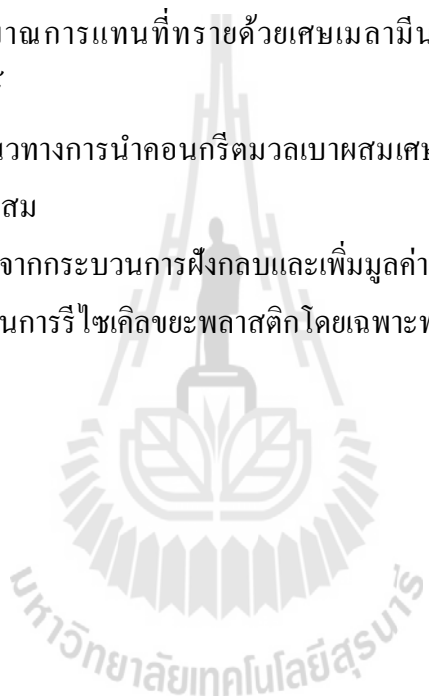 าณการแทนที่ทรายด้วยเศษเมลามีน
นวทางการนำคอนกรีตมวลเบาผสมเศษ
สม
จากกระบวนการฝังกลบและเพิ่มมูลค่า
นการรีไซเคิลขยะพลาสติกโดยเฉพาะพ
มหาวิทยาลัยเทคโนโลยีสุรนารี